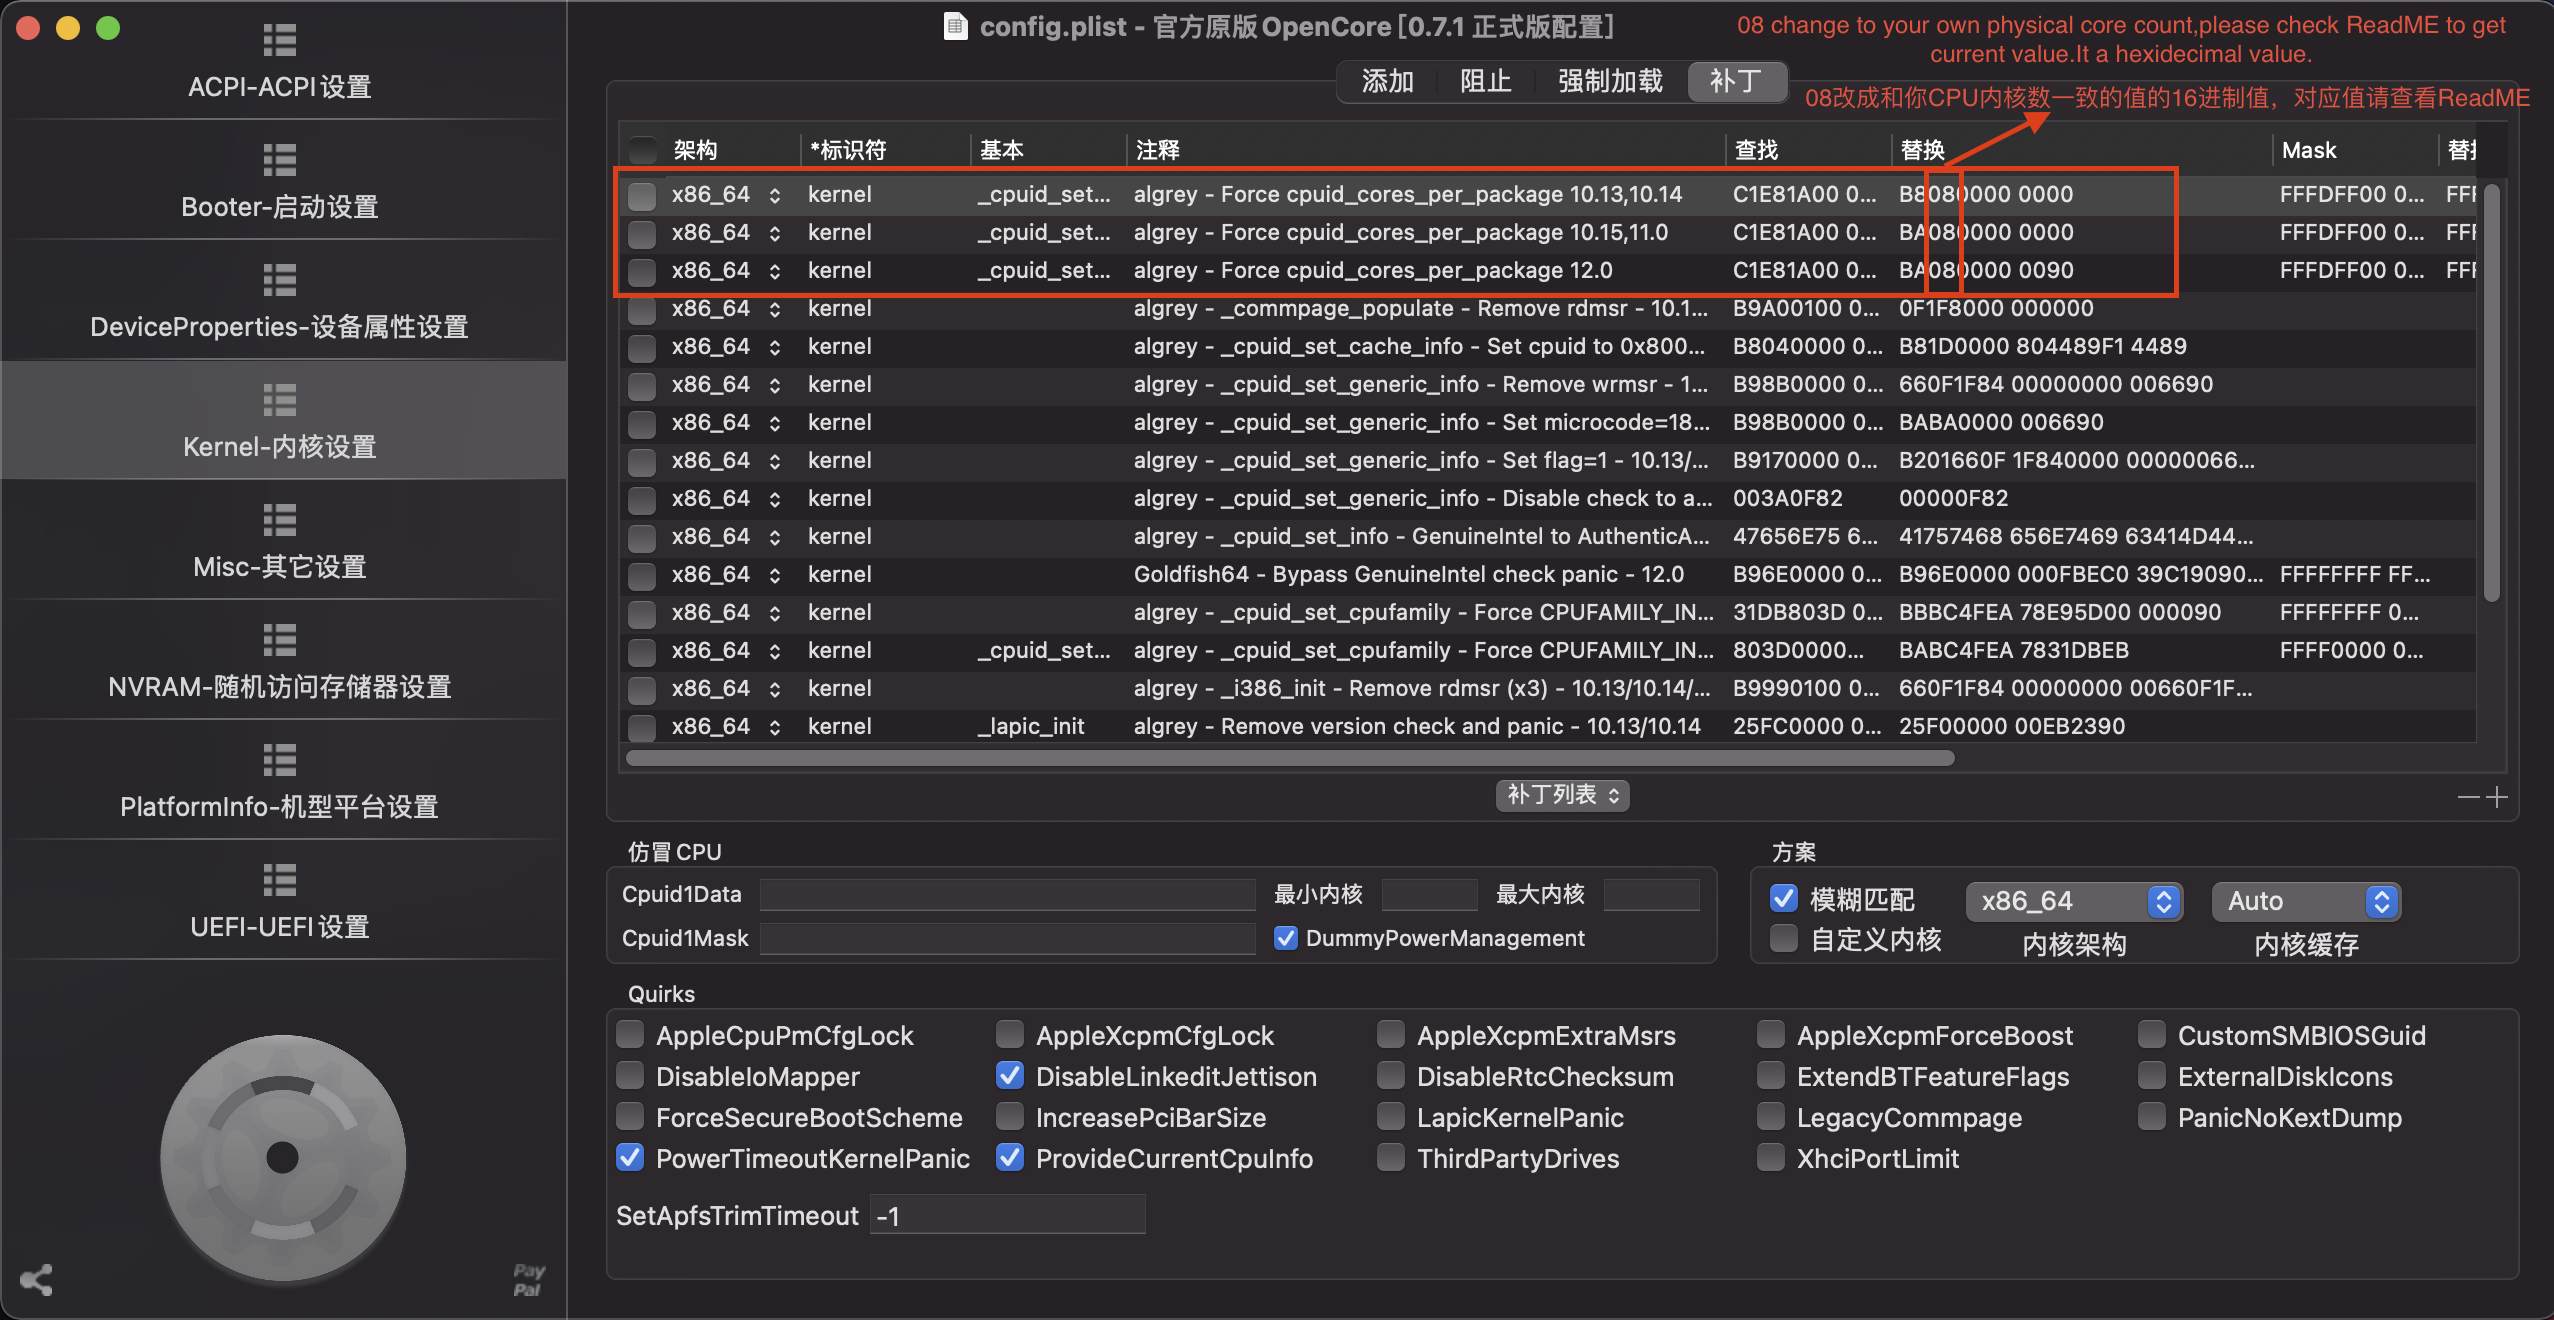 config.plist - 官方原版 OpenCore [0.7.1 正式版配置]
08 change to your own physical core count,please check ReadME to get
current value.It a hexidecimal value.
08改成和你CPU内核数一致的值的16进制值，对应值请查看ReadME
ACPI-ACPI 设置
Booter-启动设置
DeviceProperties-设备属性设置
Kernel-内核设置
Misc-其它设置
NVRAM-随机访问存储器设置
PlatformInfo-机型平台设置
UEFI-UEFI 设置
Pay
Pal
添加 阻止 强制加载 补丁
架构 *标识符 基本 注释 查找 替换 Mask 替
x86_64 kernel _cpuid_set... algrey - Force cpuid_cores_per_package 10.13,10.14 C1E81A00 0... B8080000 0000 FFFDFF00 0... FFF
x86_64 kernel _cpuid_set... algrey - Force cpuid_cores_per_package 10.15,11.0 C1E81A00 0... BA080000 0000 FFFDFF00 0... FFF
x86_64 kernel _cpuid_set... algrey - Force cpuid_cores_per_package 12.0 C1E81A00 0... BA080000 0090 FFFDFF00 0... FFF
x86_64 kernel algrey - _commpage_populate - Remove rdmsr - 10.1... B9A00100 0... 0F1F8000 000000
x86_64 kernel algrey - _cpuid_set_cache_info - Set cpuid to 0x800... B8040000 0... B81D0000 804489F1 4489
x86_64 kernel algrey - _cpuid_set_generic_info - Remove wrmsr - 1... B98B0000 0... 660F1F84 00000000 006690
x86_64 kernel algrey - _cpuid_set_generic_info - Set microcode=18... B98B0000 0... BABA0000 006690
x86_64 kernel algrey - _cpuid_set_generic_info - Set flag=1 - 10.13/... B9170000 0... B201660F 1F840000 00000066...
x86_64 kernel algrey - _cpuid_set_generic_info - Disable check to a... 003A0F82 00000F82
x86_64 kernel algrey - _cpuid_set_info - GenuineIntel to AuthenticA... 47656E75 6... 41757468 656E7469 63414D44...
x86_64 kernel Goldfish64 - Bypass GenuineIntel check panic - 12.0 B96E0000 0... B96E0000 000FBEC0 39C19090... FFFFFFFF FF...
x86_64 kernel algrey - _cpuid_set_cpufamily - Force CPUFAMILY_IN... 31DB803D 0... BBBC4FEA 78E95D00 000090 FFFFFFFF 0...
x86_64 kernel _cpuid_set... algrey - _cpuid_set_cpufamily - Force CPUFAMILY_IN... 803D0000... BABC4FEA 7831DBEB FFFF0000 0...
x86_64 kernel algrey - _i386_init - Remove rdmsr (x3) - 10.13/10.14/... B9990100 0... 660F1F84 00000000 00660F1F...
x86_64 kernel _lapic_init algrey - Remove version check and panic - 10.13/10.14 25FC0000 0... 25F00000 00EB2390
补丁列表
仿冒 CPU
Cpuid1Data 最小内核 最大内核
Cpuid1Mask DummyPowerManagement
方案
模糊匹配 x86_64 Auto
自定义内核 内核架构 内核缓存
Quirks
AppleCpuPmCfgLock AppleXcpmCfgLock AppleXcpmExtraMsrs AppleXcpmForceBoost CustomSMBIOSGuid
DisableIoMapper DisableLinkeditJettison DisableRtcChecksum ExtendBTFeatureFlags ExternalDiskIcons
ForceSecureBootScheme IncreasePciBarSize LapicKernelPanic LegacyCommpage PanicNoKextDump
PowerTimeoutKernelPanic ProvideCurrentCpuInfo ThirdPartyDrives XhciPortLimit
SetApfsTrimTimeout -1